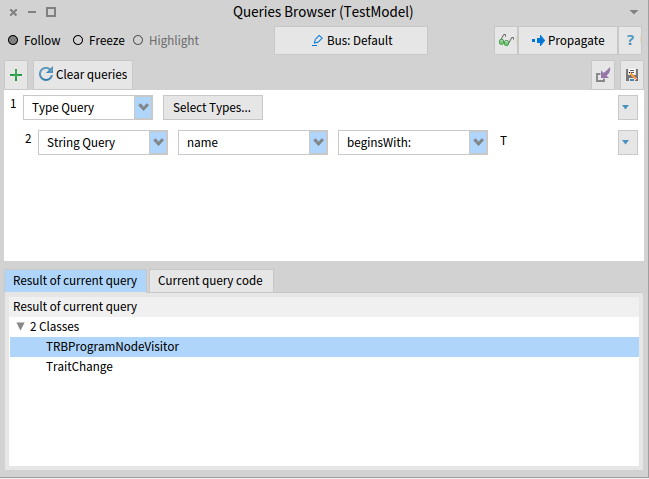 Queries Browser (TestModel)
Follow Freeze Highlight Bus: Default Propagate ?
Clear queries
1 Type Query Select Types...
2 String Query name beginsWith: T
Result of current query Current query code
Result of current query
2 Classes
TRBProgramNodeVisitor
TraitChange